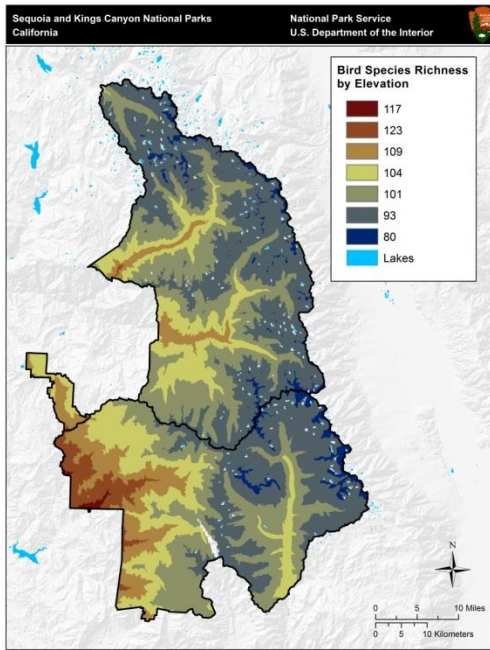 Sequoia and Kings Canyon National Parks
California
National Park Service
U.S. Department of the Interior
Bird Species Richness
by Elevation
117
123
109
104
101
93
80
Lakes
N
0 5 10 Miles
0 5 10 Kilometers